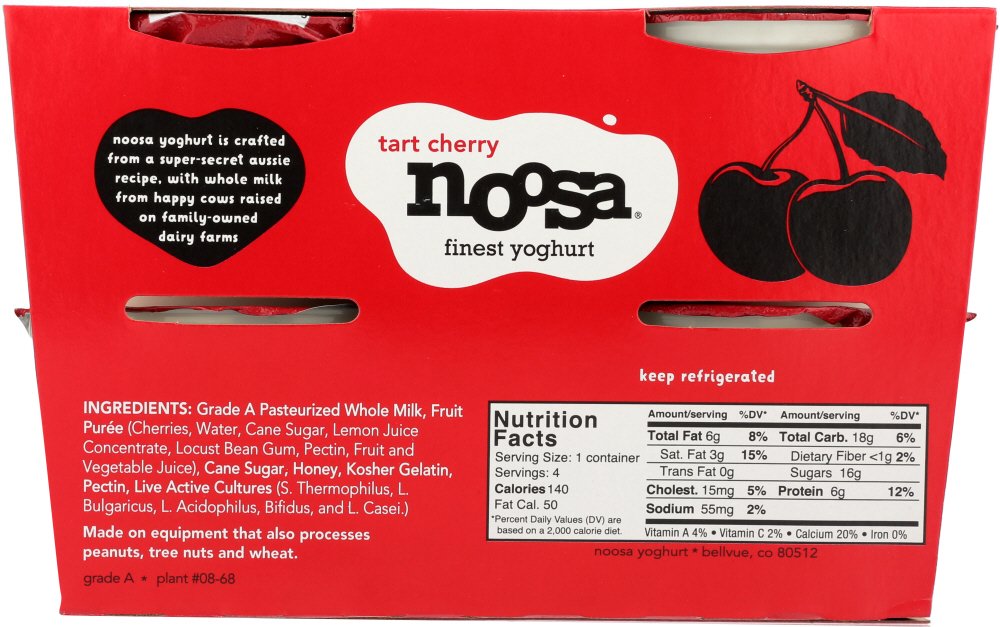 noosa yoghurt is crafted
from a super-secret aussie
recipe, with whole milk
from happy cows raised
on family-owned
dairy farms
tart cherry
noosa®
finest yoghurt
keep refrigerated
INGREDIENTS: Grade A Pasteurized Whole Milk, Fruit
Purée (Cherries, Water, Cane Sugar, Lemon Juice
Concentrate, Locust Bean Gum, Pectin, Fruit and
Vegetable Juice), Cane Sugar, Honey, Kosher Gelatin,
Pectin, Live Active Cultures (S. Thermophilus, L.
Bulgaricus, L. Acidophilus, Bifidus, and L. Casei.)
Made on equipment that also processes
peanuts, tree nuts and wheat.
grade A * plant #08-68
Nutrition
Facts
Serving Size: 1 container
Servings: 4
Calories 140
Fat Cal. 50
*Percent Daily Values (DV) are
based on a 2,000 calorie diet.
Amount/serving %DV* Amount/serving %DV*
Total Fat 6g 8% Total Carb. 18g 6%
Sat. Fat 3g 15% Dietary Fiber <1g 2%
Trans Fat 0g Sugars 16g
Cholest. 15mg 5% Protein 6g 12%
Sodium 55mg 2%
Vitamin A 4% • Vitamin C 2% • Calcium 20% • Iron 0%
noosa yoghurt * bellvue, co 80512